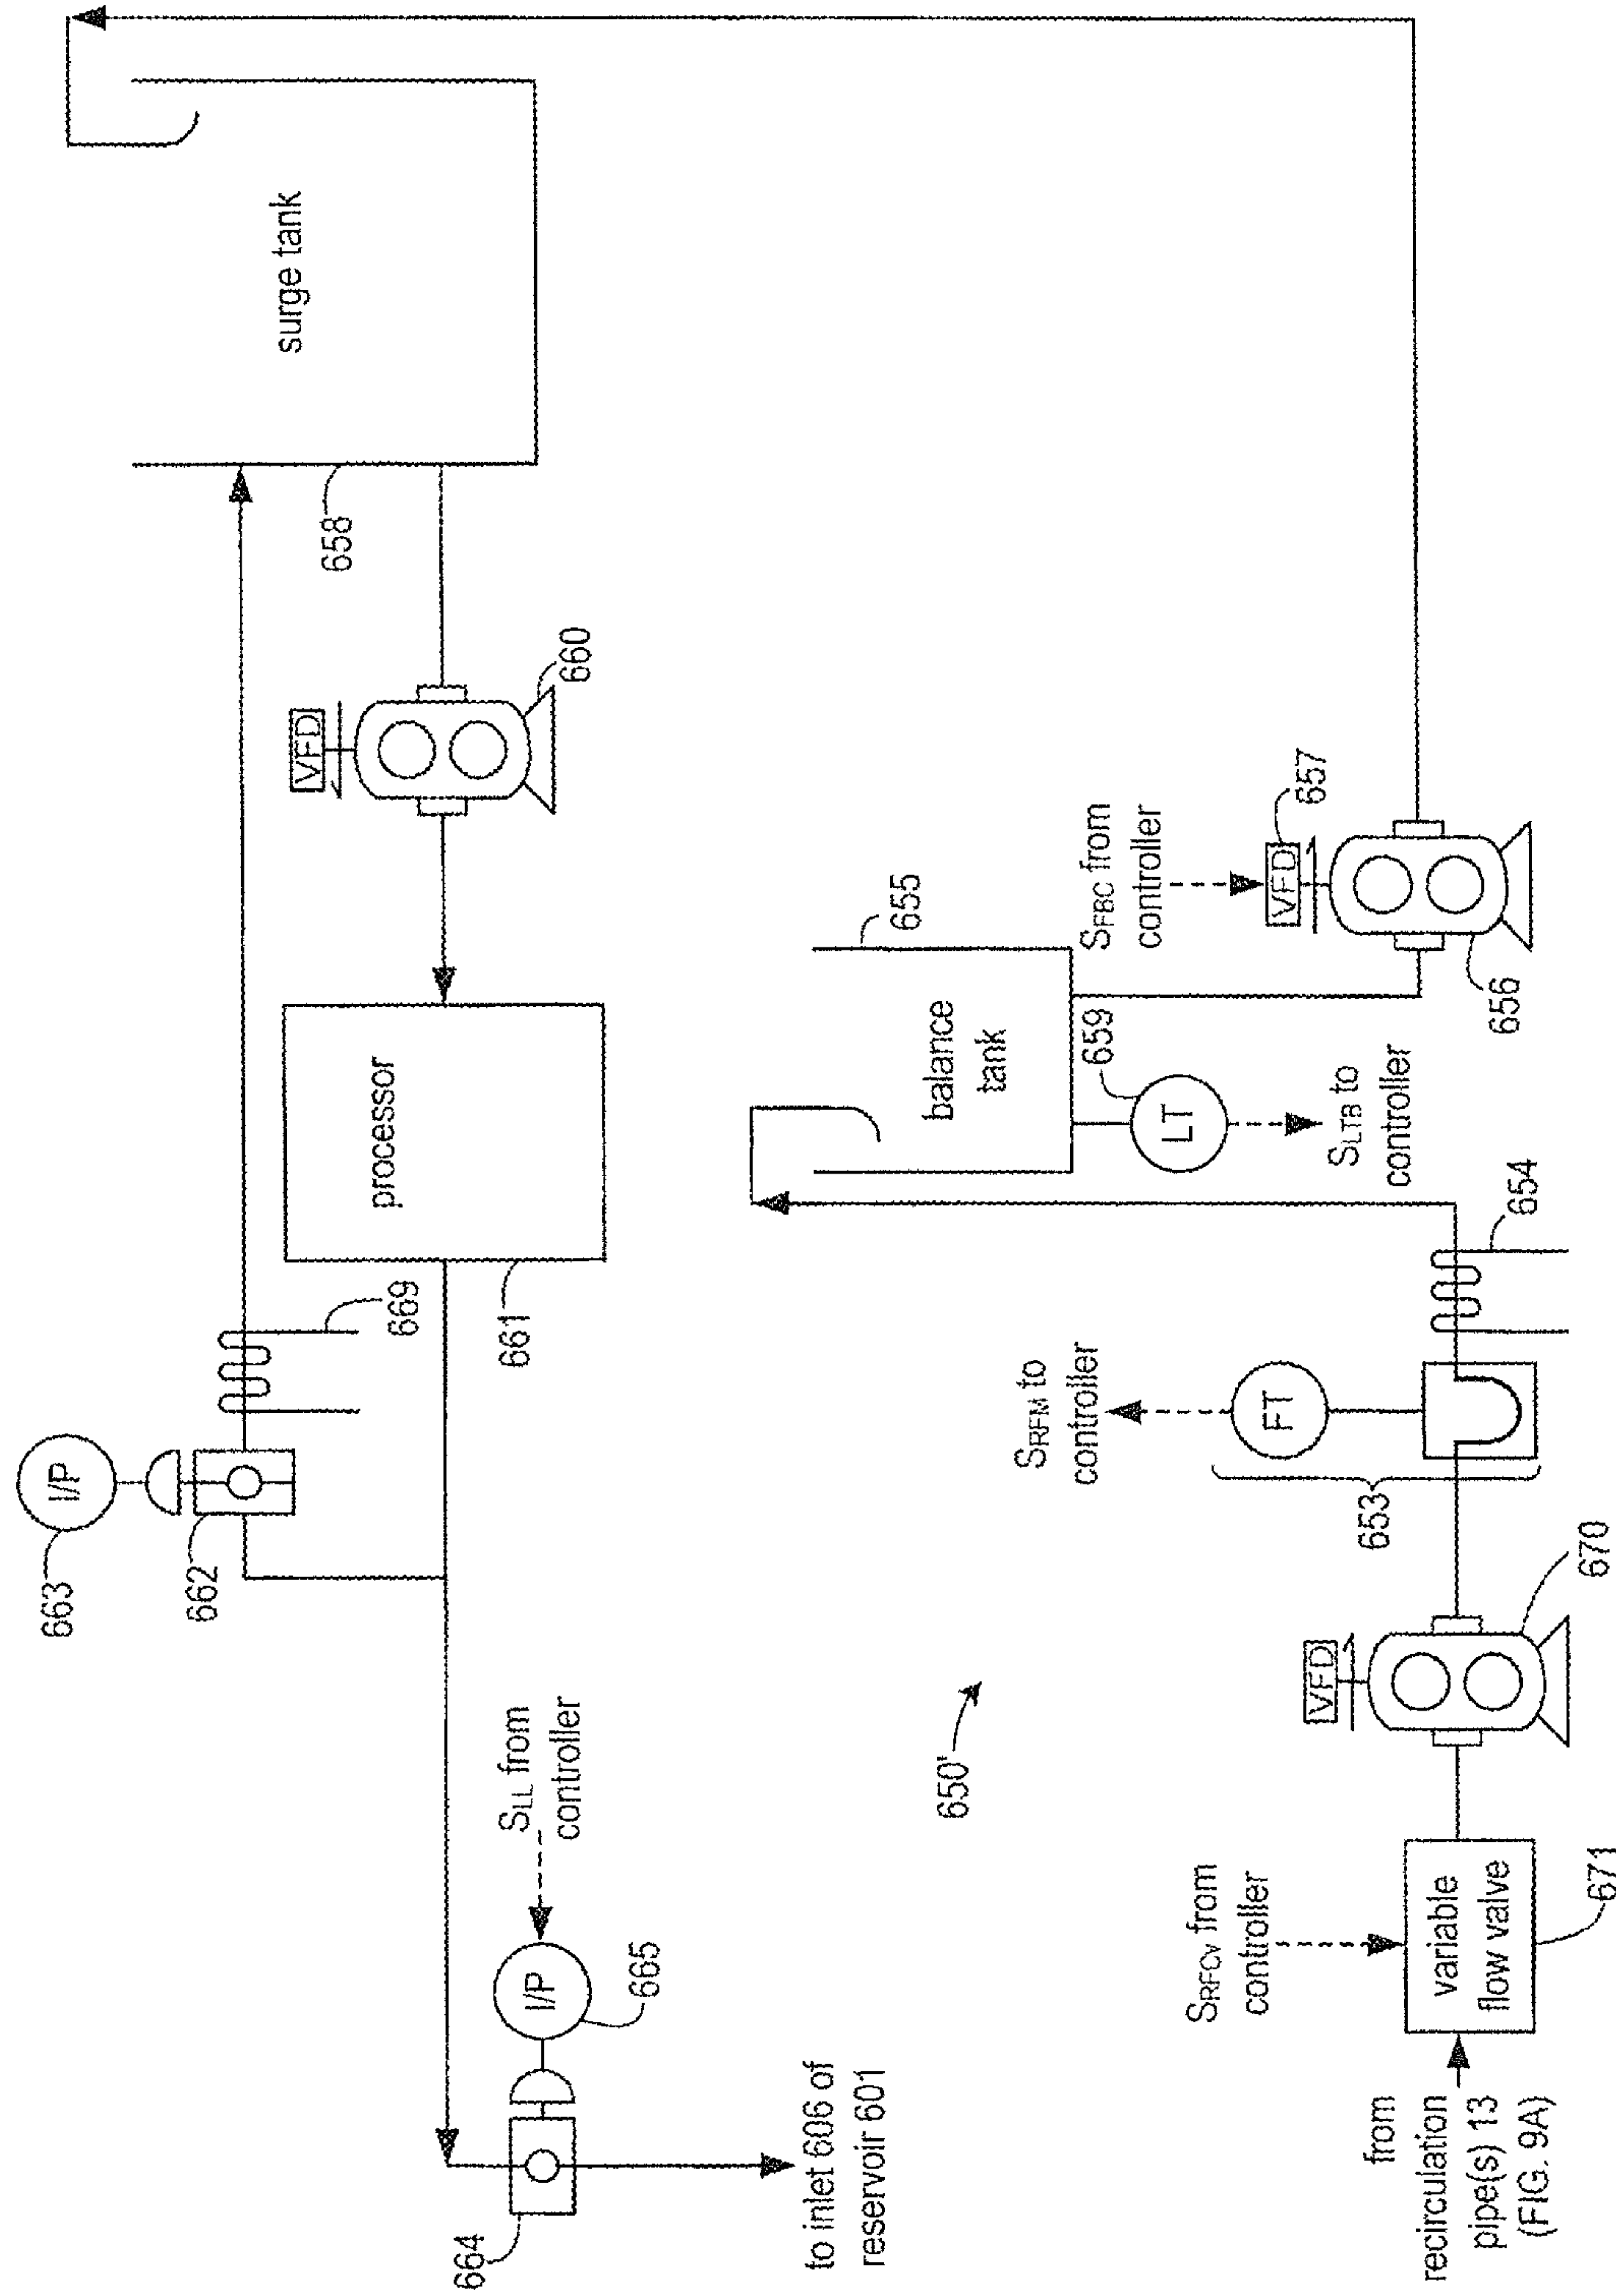 surge tank
658
VFD
660
processor
661
669
I/P
663
662
S_LL from
controller
I/P
665
664
to inlet 606 of
reservoir 601
650'
balance
tank
655
S_FBC from
controller
VFD
657
656
659
LT
S_LTB to
controller
654
S_RFM to
controller
FT
653
VFD
670
S_RFCv from
controller
variable
flow valve
671
from
recirculation
pipe(s) 13
(FIG. 9A)